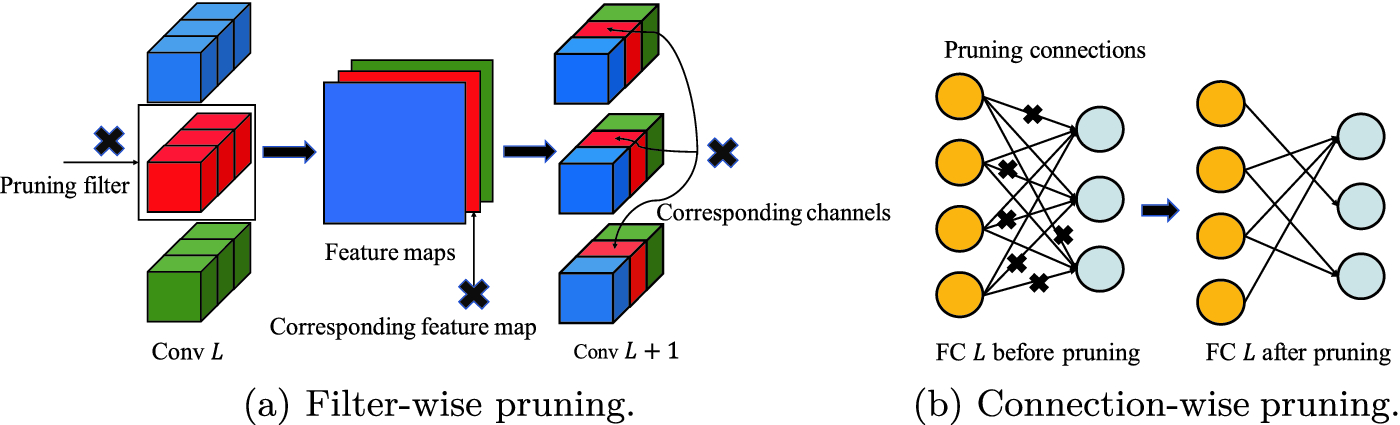 Pruning filter
Conv L
Feature maps
Corresponding feature map
Corresponding channels
Conv L + 1
(a) Filter-wise pruning.
Pruning connections
FC L before pruning
FC L after pruning
(b) Connection-wise pruning.